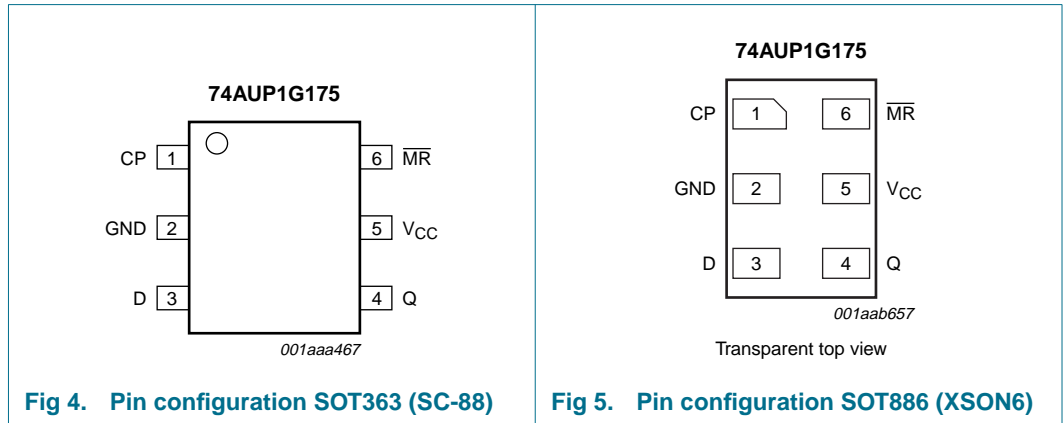 74AUP1G175
CP 1
6 M̅R̅
GND 2
5 VCC
D 3
4 Q
001aaa467
Fig 4. Pin configuration SOT363 (SC-88)
74AUP1G175
CP 1
6 M̅R̅
GND 2
5 VCC
D 3
4 Q
001aab657
Transparent top view
Fig 5. Pin configuration SOT886 (XSON6)